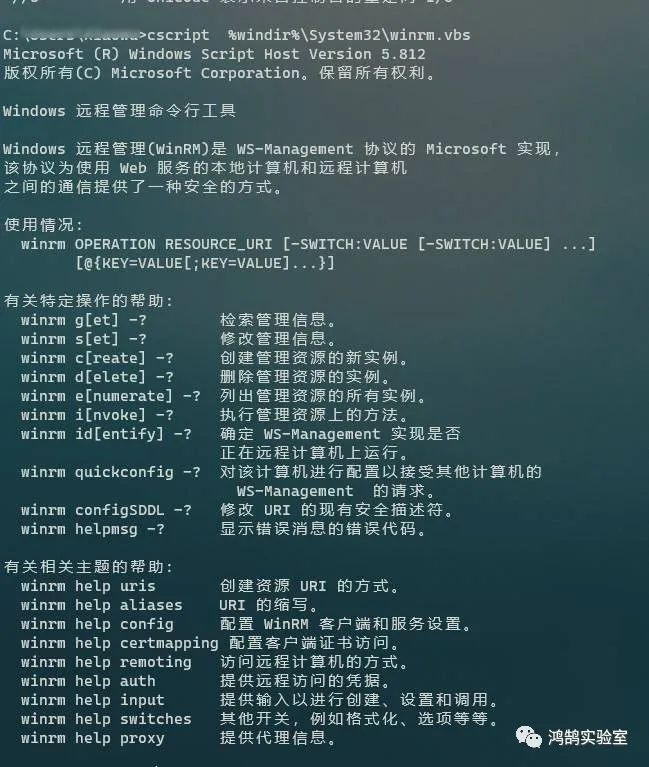 C:\Users\
>cscript  %windir%\System32\winrm.vbs
Microsoft (R) Windows Script Host Version 5.812
版权所有(C) Microsoft Corporation。保留所有权利。
Windows 远程管理命令行工具
Windows 远程管理(WinRM)是 WS-Management 协议的 Microsoft 实现，
该协议为使用 Web 服务的本地计算机和远程计算机
之间的通信提供了一种安全的方式。
使用情况：
winrm OPERATION RESOURCE_URI [-SWITCH:VALUE [-SWITCH:VALUE] ...]
[@{KEY=VALUE[;KEY=VALUE]...}]
有关特定操作的帮助：
winrm g[et] -? 检索管理信息。
winrm s[et] -? 修改管理信息。
winrm c[reate] -? 创建管理资源的新实例。
winrm d[elete] -? 删除管理资源的实例。
winrm e[numerate] -? 列出管理资源的所有实例。
winrm i[nvoke] -? 执行管理资源上的方法。
winrm id[entify] -? 确定 WS-Management 实现是否
正在远程计算机上运行。
winrm quickconfig -? 对该计算机进行配置以接受其他计算机的
WS-Management  的请求。
winrm configSDDL -? 修改 URI 的现有安全描述符。
winrm helpmsg -? 显示错误消息的错误代码。
有关相关主题的帮助：
winrm help uris 创建资源 URI 的方式。
winrm help aliases URI 的缩写。
winrm help config 配置 WinRM 客户端和服务设置。
winrm help certmapping 配置客户端证书访问。
winrm help remoting 访问远程计算机的方式。
winrm help auth 提供远程访问的凭据。
winrm help input 提供输入以进行创建、设置和调用。
winrm help switches 其他开关，例如格式化、选项等等。
winrm help proxy 提供代理信息。
鸿鹄实验室